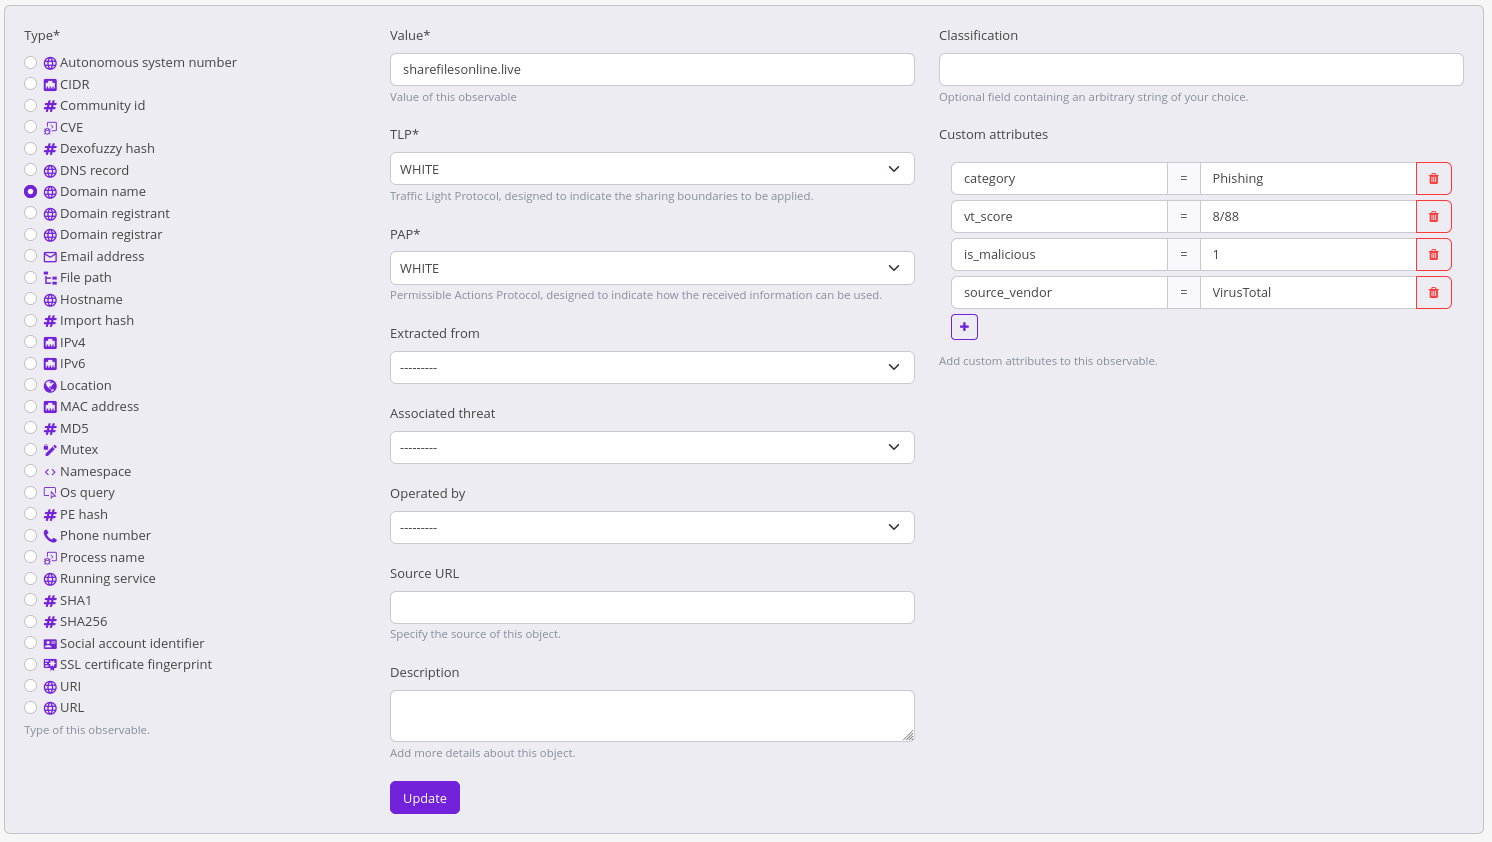 Type*
Autonomous system number
CIDR
Community id
CVE
Dexofuzzy hash
DNS record
Domain name
Domain registrant
Domain registrar
Email address
File path
Hostname
Import hash
IPv4
IPv6
Location
MAC address
MD5
Mutex
Namespace
Os query
PE hash
Phone number
Process name
Running service
SHA1
SHA256
Social account identifier
SSL certificate fingerprint
URI
URL
Type of this observable.
Value*
sharefilesonline.live
Value of this observable
TLP*
WHITE
Traffic Light Protocol, designed to indicate the sharing boundaries to be applied.
PAP*
WHITE
Permissible Actions Protocol, designed to indicate how the received information can be used.
Extracted from
---------
Associated threat
---------
Operated by
---------
Source URL
Specify the source of this object.
Description
Add more details about this object.
Update
Classification
Optional field containing an arbitrary string of your choice.
Custom attributes
category = Phishing
vt_score = 8/88
is_malicious = 1
source_vendor = VirusTotal
+
Add custom attributes to this observable.